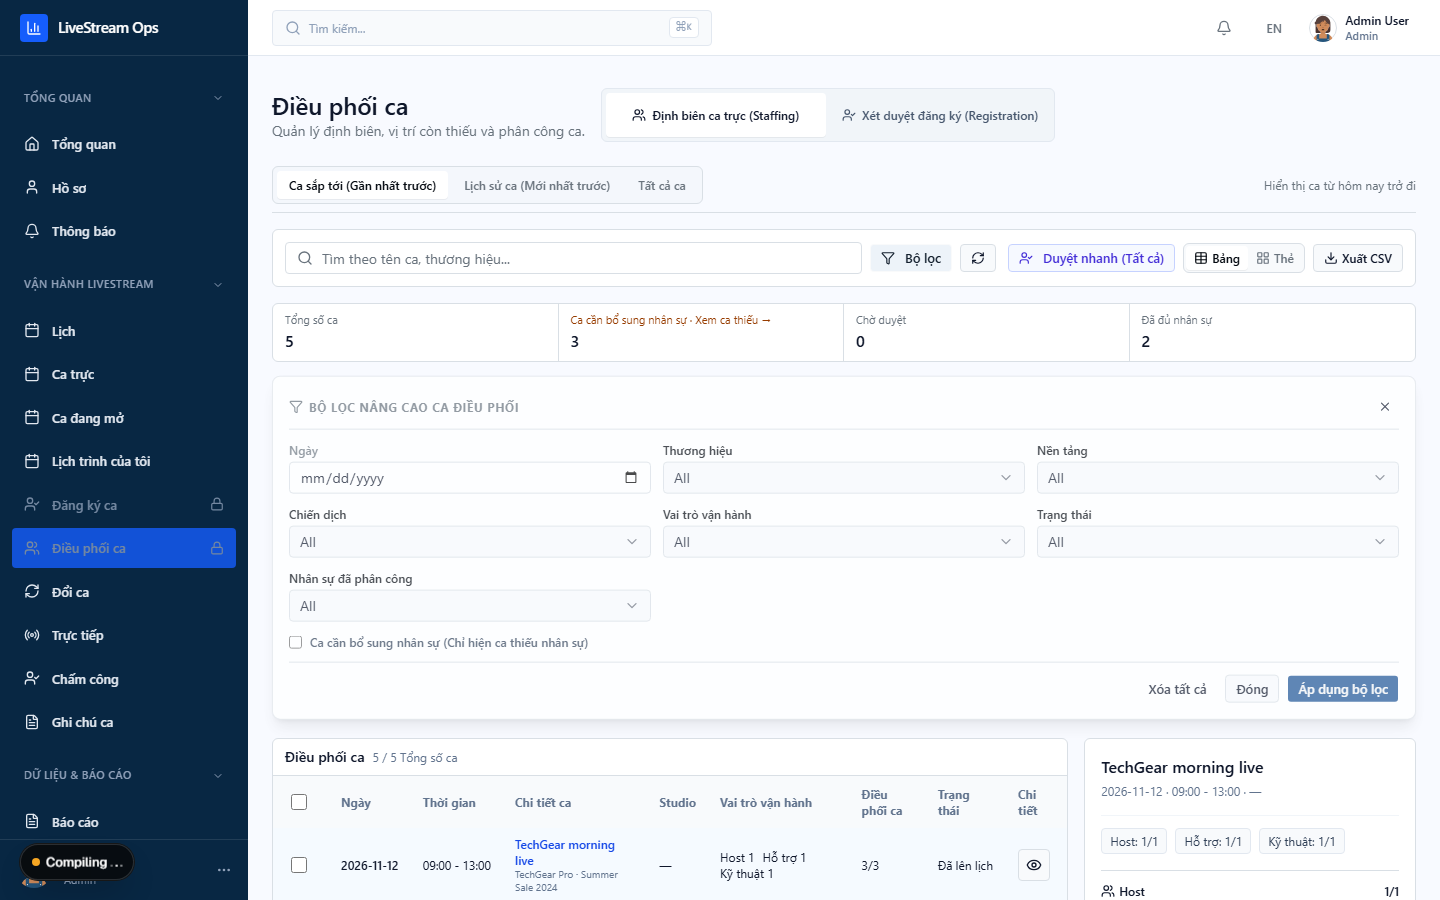 LiveStream Ops
Tìm kiếm...
⌘K
EN
Admin User
Admin
TỔNG QUAN
Tổng quan
Hồ sơ
Thông báo
VẬN HÀNH LIVESTREAM
Lịch
Ca trực
Ca đang mở
Lịch trình của tôi
Đăng ký ca
Điều phối ca
Đổi ca
Trực tiếp
Chấm công
Ghi chú ca
DỮ LIỆU & BÁO CÁO
Báo cáo
Compiling ...
Admin
Điều phối ca
Quản lý định biên, vị trí còn thiếu và phân công ca.
Định biên ca trực (Staffing)
Xét duyệt đăng ký (Registration)
Ca sắp tới (Gần nhất trước)
Lịch sử ca (Mới nhất trước)
Tất cả ca
Hiển thị ca từ hôm nay trở đi
Tìm theo tên ca, thương hiệu...
Bộ lọc
Duyệt nhanh (Tất cả)
Bảng
Thẻ
Xuất CSV
Tổng số ca
5
Ca cần bổ sung nhân sự · Xem ca thiếu →
3
Chờ duyệt
0
Đã đủ nhân sự
2
BỘ LỌC NÂNG CAO CA ĐIỀU PHỐI
Ngày
Thương hiệu
Nền tảng
mm/dd/yyyy
All
All
Chiến dịch
Vai trò vận hành
Trạng thái
All
All
All
Nhân sự đã phân công
All
Ca cần bổ sung nhân sự (Chỉ hiện ca thiếu nhân sự)
Xóa tất cả
Đóng
Áp dụng bộ lọc
Điều phối ca 5 / 5 Tổng số ca
Ngày
Thời gian
Chi tiết ca
Studio
Vai trò vận hành
Điều phối ca
Trạng thái
Chi tiết
2026-11-12
09:00 - 13:00
TechGear morning live
TechGear Pro · Summer Sale 2024
—
Host 1 Hỗ trợ 1
Kỹ thuật 1
3/3
Đã lên lịch
TechGear morning live
2026-11-12 · 09:00 - 13:00 · —
Host: 1/1
Hỗ trợ: 1/1
Kỹ thuật: 1/1
Host
1/1